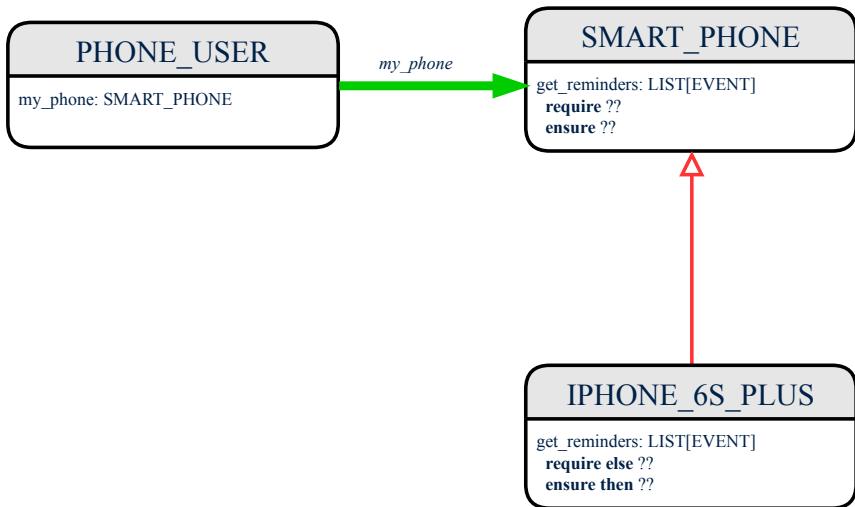 PHONE_USER
my_phone: SMART_PHONE
my_phone
SMART_PHONE
get_reminders: LIST[EVENT]
require ??
ensure ??
IPHONE_6S_PLUS
get_reminders: LIST[EVENT]
require else ??
ensure then ??